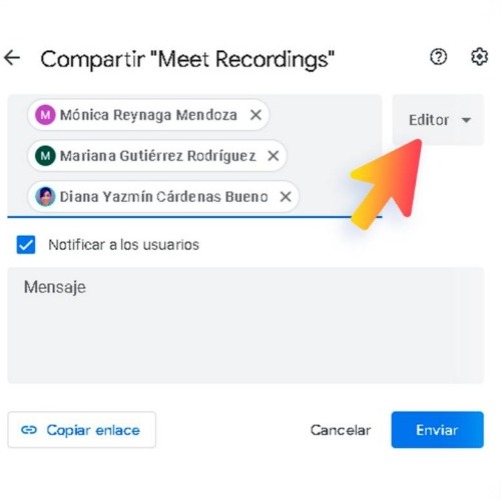 Compartir "Meet Recordings"
M Mónica Reynaga Mendoza
Editor
M Mariana Gutiérrez Rodríguez
Diana Yazmín Cárdenas Bueno
Notificar a los usuarios
Mensaje
Copiar enlace
Cancelar
Enviar